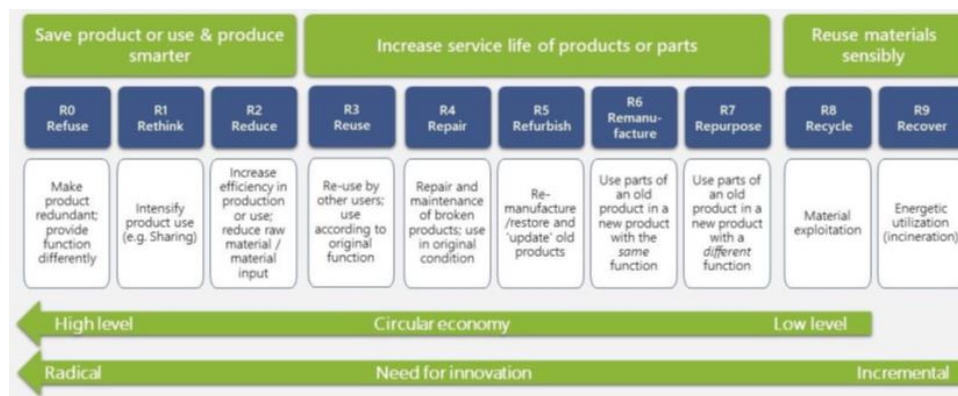 Save product or use & produce
smarter
Increase service life of products or parts
Reuse materials
sensibly
R0
Refuse
R1
Rethink
R2
Reduce
R3
Reuse
R4
Repair
R5
Refurbish
R6
Remanu-
facture
R7
Repurpose
R8
Recycle
R9
Recover
Make
product
redundant;
provide
function
differently
Intensify
product use
(e.g. Sharing)
Increase
efficiency in
production
or use;
reduce raw
material /
material
input
Re-use by
other users;
use
according to
original
function
Repair and
maintenance
of broken
products; use
in original
condition
Re-
manufacture
/restore and
'update' old
products
Use parts of
an old
product in a
new product
with the
same
function
Use parts of
an old
product in a
new product
with a
different
function
Material
exploitation
Energetic
utilization
(incineration)
High level
Circular economy
Low level
Radical
Need for innovation
Incremental